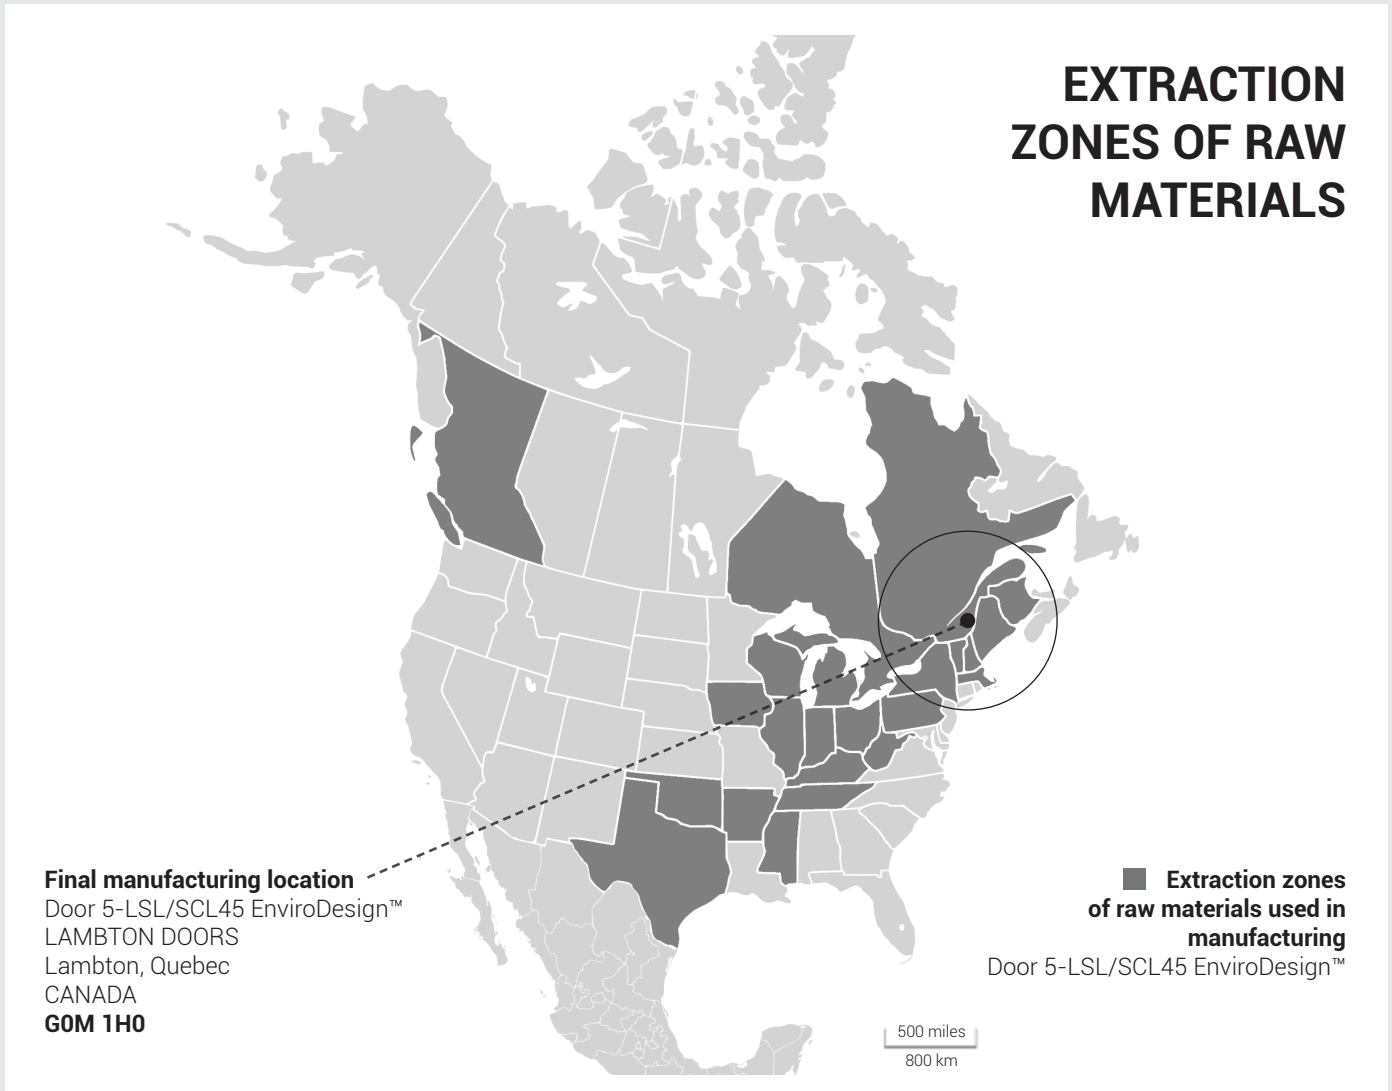 EXTRACTION
ZONES OF RAW
MATERIALS
Final manufacturing location
Door 5-LSL/SCL45 EnviroDesign™
LAMBTON DOORS
Lambton, Quebec
CANADA
G0M 1H0
Extraction zones
of raw materials used in
manufacturing
Door 5-LSL/SCL45 EnviroDesign™
500 miles
800 km